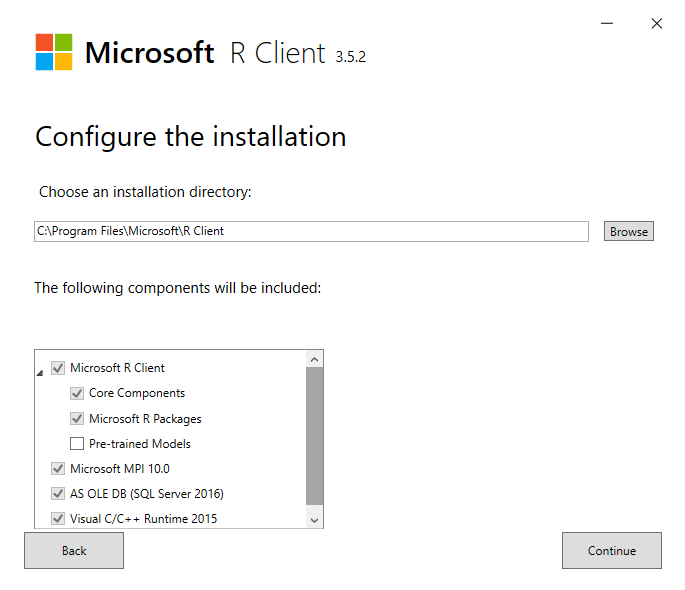 Microsoft R Client 3.5.2
Configure the installation
Choose an installation directory:
C:\Program Files\Microsoft\R Client
Browse
The following components will be included:
Microsoft R Client
Core Components
Microsoft R Packages
Pre-trained Models
Microsoft MPI 10.0
AS OLE DB (SQL Server 2016)
Visual C/C++ Runtime 2015
Back
Continue